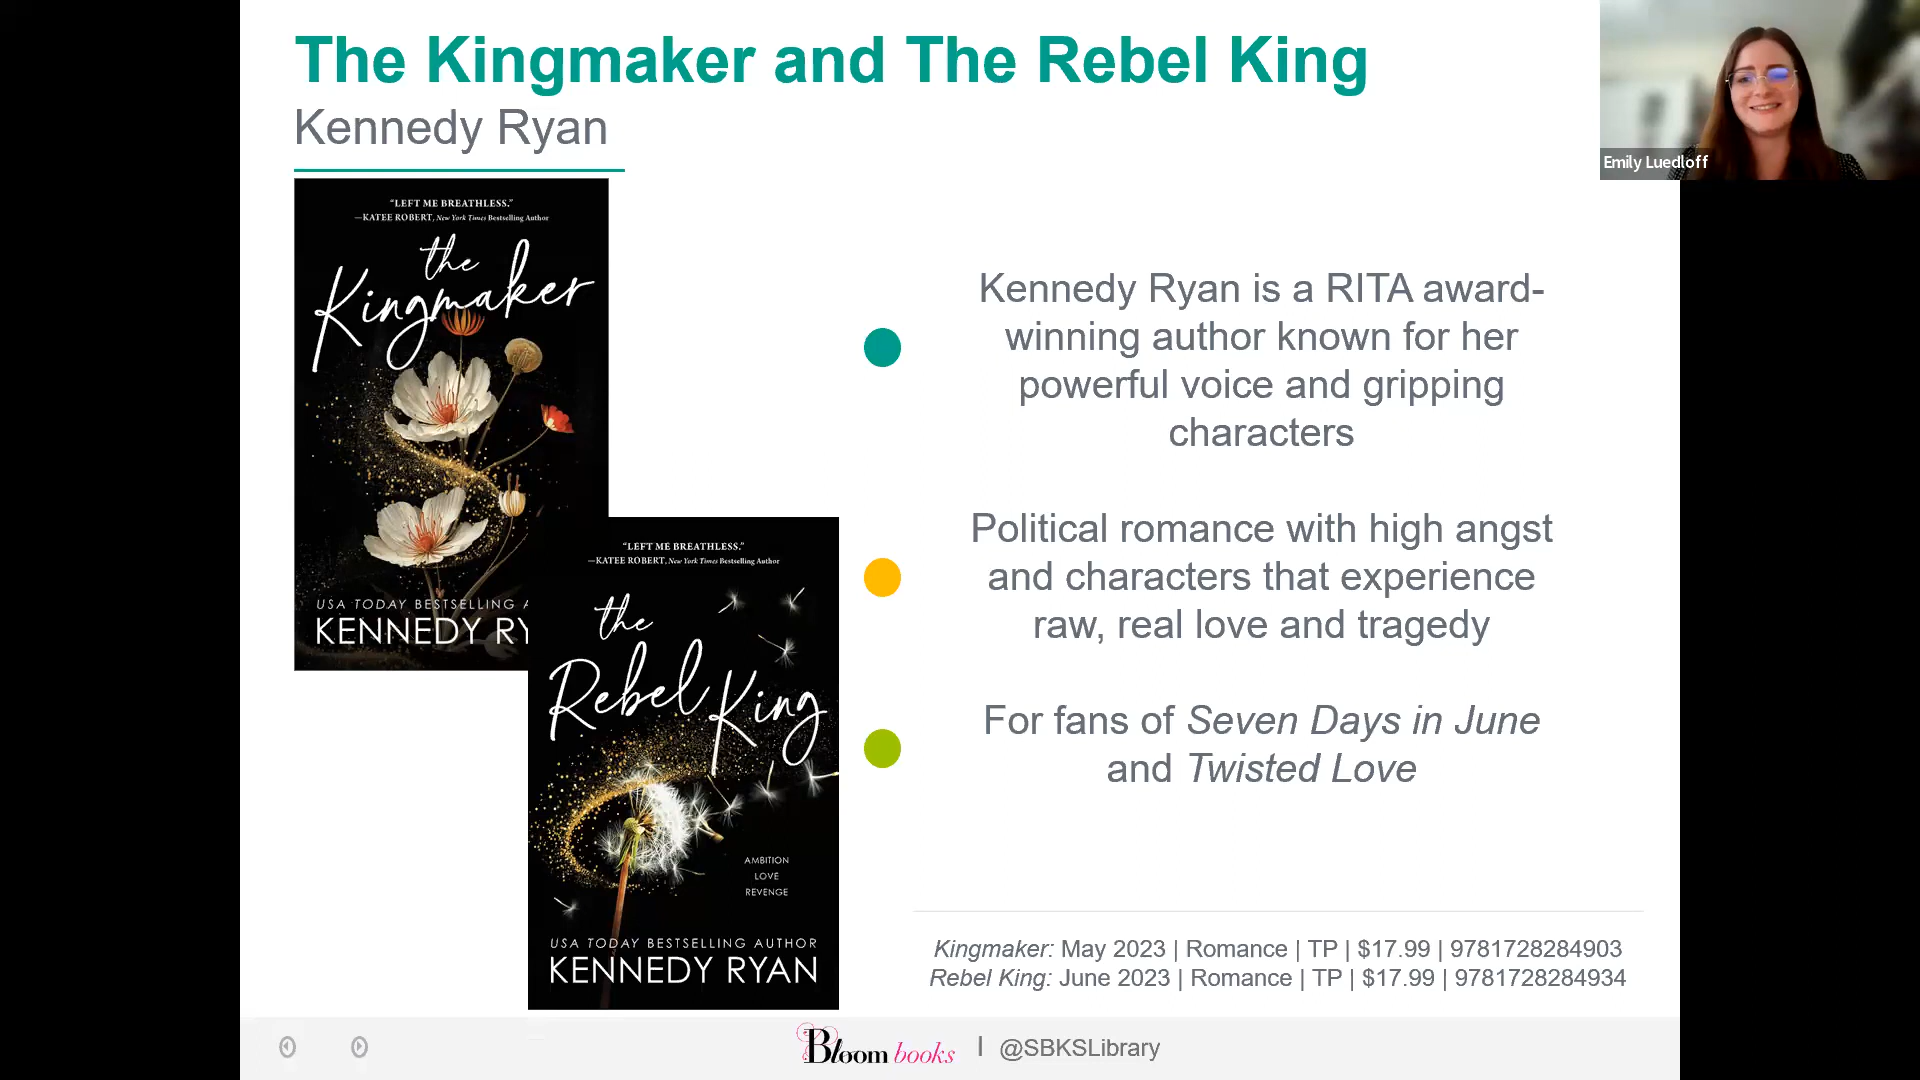 The Kingmaker and The Rebel King
Kennedy Ryan
Emily Luedloff
"LEFT ME BREATHLESS."
—KATEE ROBERT, New York Times Bestselling Author
the
Kingmaker
USA TODAY BESTSELLING A
KENNEDY RY
"LEFT ME BREATHLESS."
—KATEE ROBERT, New York Times Bestselling Author
the
Rebel King
AMBITION
LOVE
REVENGE
USA TODAY BESTSELLING AUTHOR
KENNEDY RYAN
Kennedy Ryan is a RITA award-
winning author known for her
powerful voice and gripping
characters
Political romance with high angst
and characters that experience
raw, real love and tragedy
For fans of Seven Days in June
and Twisted Love
Kingmaker: May 2023 | Romance | TP | $17.99 | 9781728284903
Rebel King: June 2023 | Romance | TP | $17.99 | 9781728284934
Bloom books | @SBKSLibrary